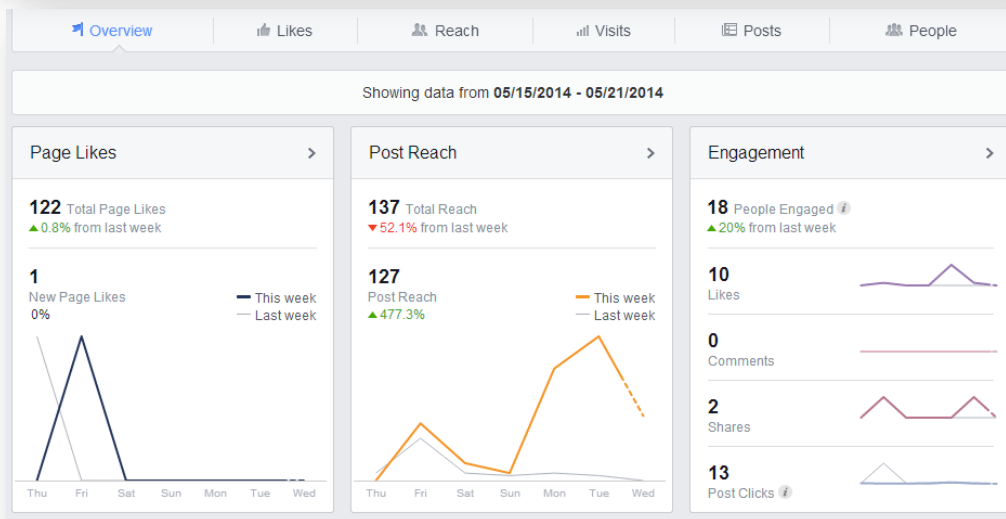 Overview
Likes
Reach
Visits
Posts
People
Showing data from 05/15/2014 - 05/21/2014
Page Likes
122 Total Page Likes
0.8% from last week
1
New Page Likes
0%
This week
Last week
Thu Fri Sat Sun Mon Tue Wed
Post Reach
137 Total Reach
52.1% from last week
127
Post Reach
477.3%
This week
Last week
Thu Fri Sat Sun Mon Tue Wed
Engagement
18 People Engaged i
20% from last week
10
Likes
0
Comments
2
Shares
13
Post Clicks i